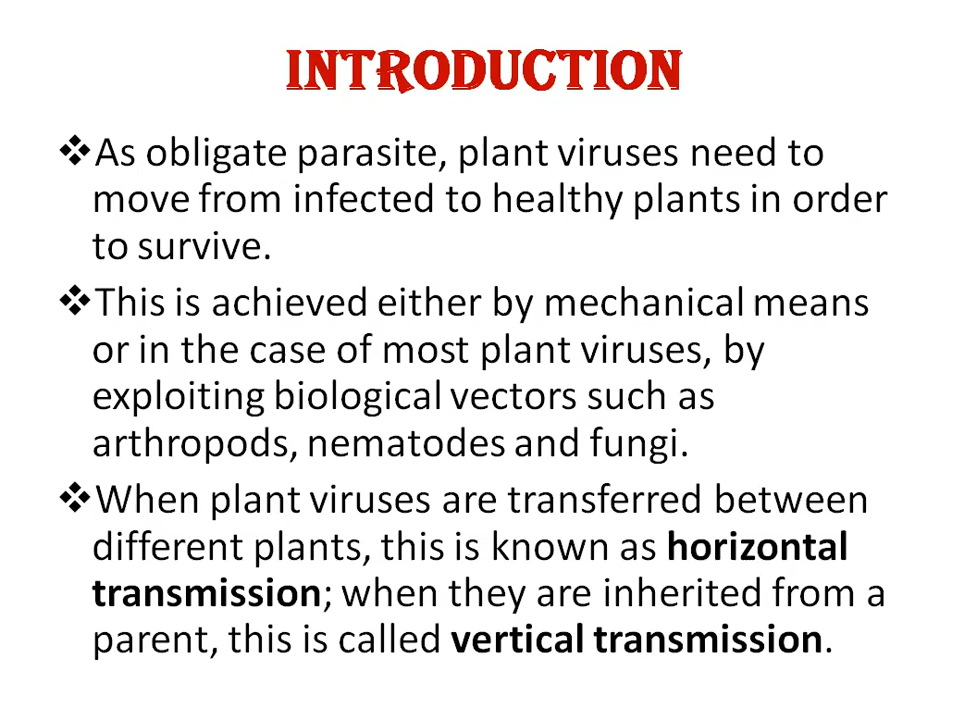 INTRODUCTION
❖As obligate parasite, plant viruses need to
move from infected to healthy plants in order
to survive.
❖This is achieved either by mechanical means
or in the case of most plant viruses, by
exploiting biological vectors such as
arthropods, nematodes and fungi.
❖When plant viruses are transferred between
different plants, this is known as horizontal
transmission; when they are inherited from a
parent, this is called vertical transmission.